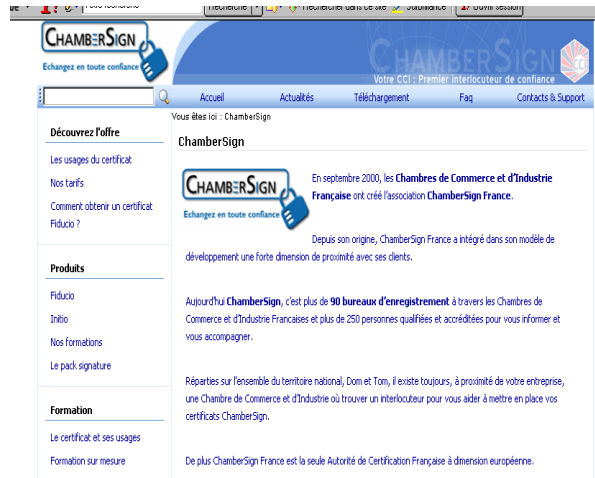 Recherche
Rechercher dans ce site
Surbrillance
CHAMBERSIGN
Echangez en toute confiance
CHAMBERSIGN
CCI
Votre CCI : Premier interlocuteur de confiance
Accueil Actualités Téléchargement Faq Contacts & Support
Vous êtes ici : ChamberSign
Découvrez l'offre
Les usages du certificat
Nos tarifs
Comment obtenir un certificat
Fiducio ?
Produits
Fiducio
Initio
Nos formations
Le pack signature
Formation
Le certificat et ses usages
Formation sur mesure
ChamberSign
CHAMBERSIGN
Echangez en toute confiance
En septembre 2000, les Chambres de Commerce et d'Industrie
Française ont créé l'association ChamberSign France.
Depuis son origine, ChamberSign France a intégré dans son modèle de
développement une forte dimension de proximité avec ses clients.
Aujourd'hui ChamberSign, c'est plus de 90 bureaux d'enregistrement à travers les Chambres de
Commerce et d'Industrie Francaises et plus de 250 personnes qualifiées et accréditées pour vous informer et
vous accompagner.
Réparties sur l'ensemble du territoire national, Dom et Tom, il existe toujours, à proximité de votre entreprise,
une Chambre de Commerce et d'Industrie où trouver un interlocuteur pour vous aider à mettre en place vos
certificats ChamberSign.
De plus ChamberSign France est la seule Autorité de Certification Française à dimension européenne.